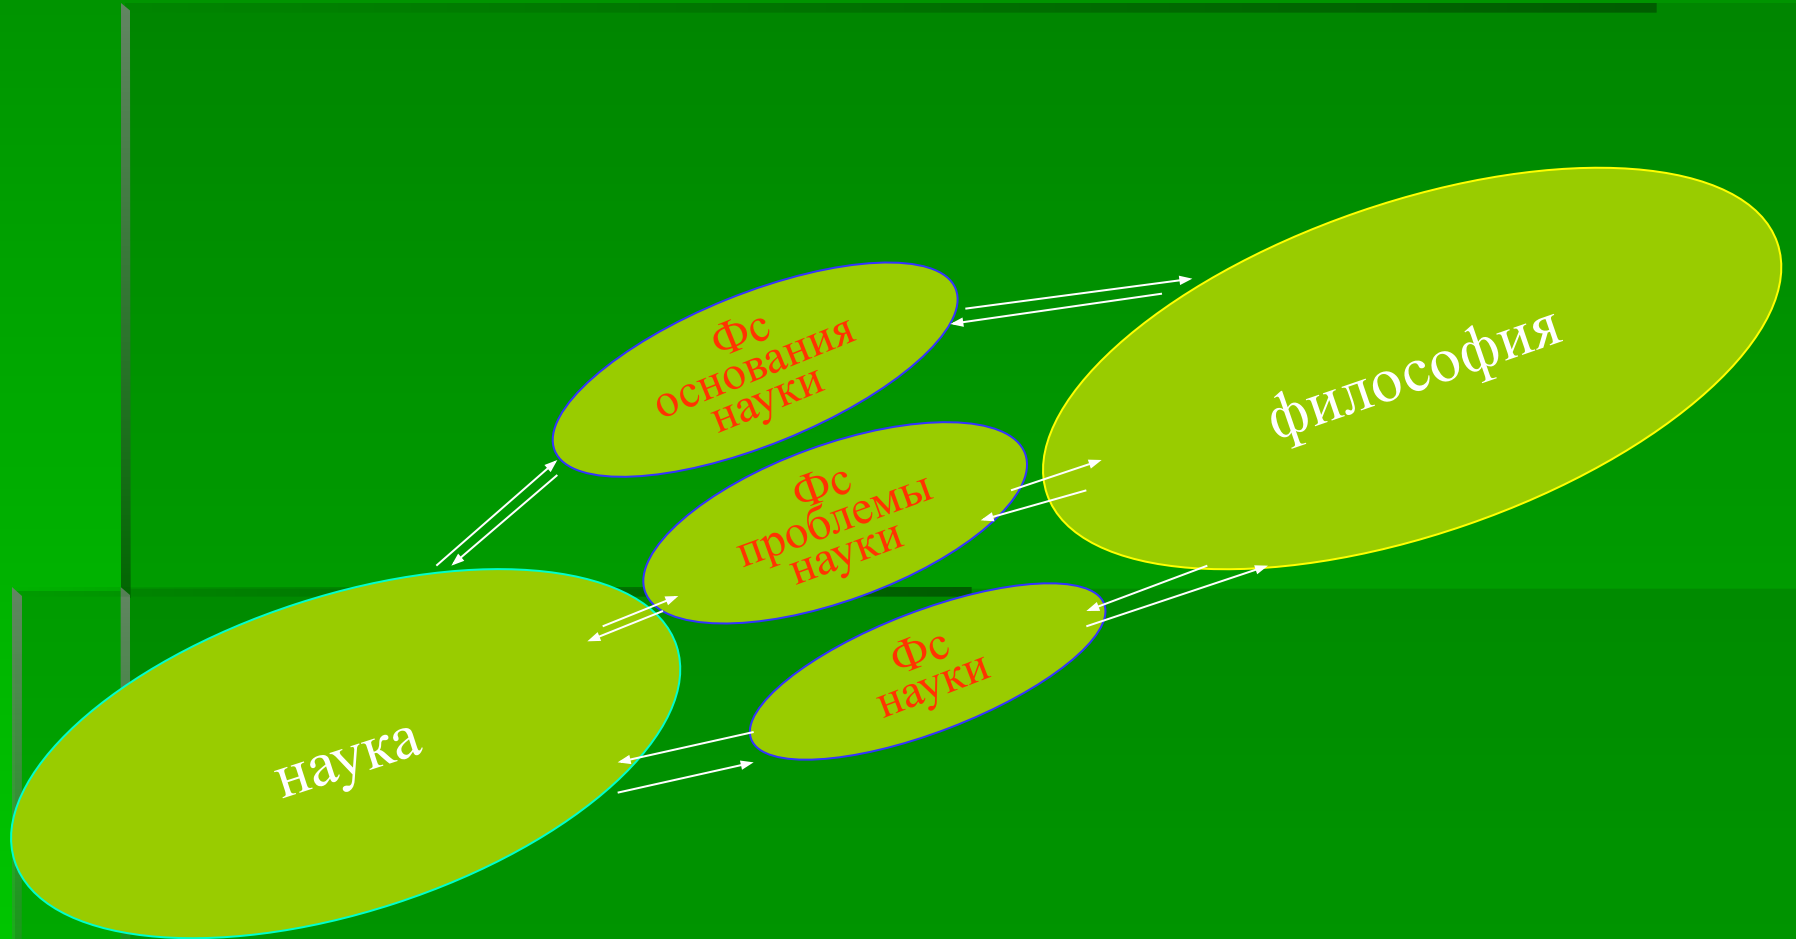 Фс
основания
науки
философия
Фс
проблемы
науки
Фс
науки
наука